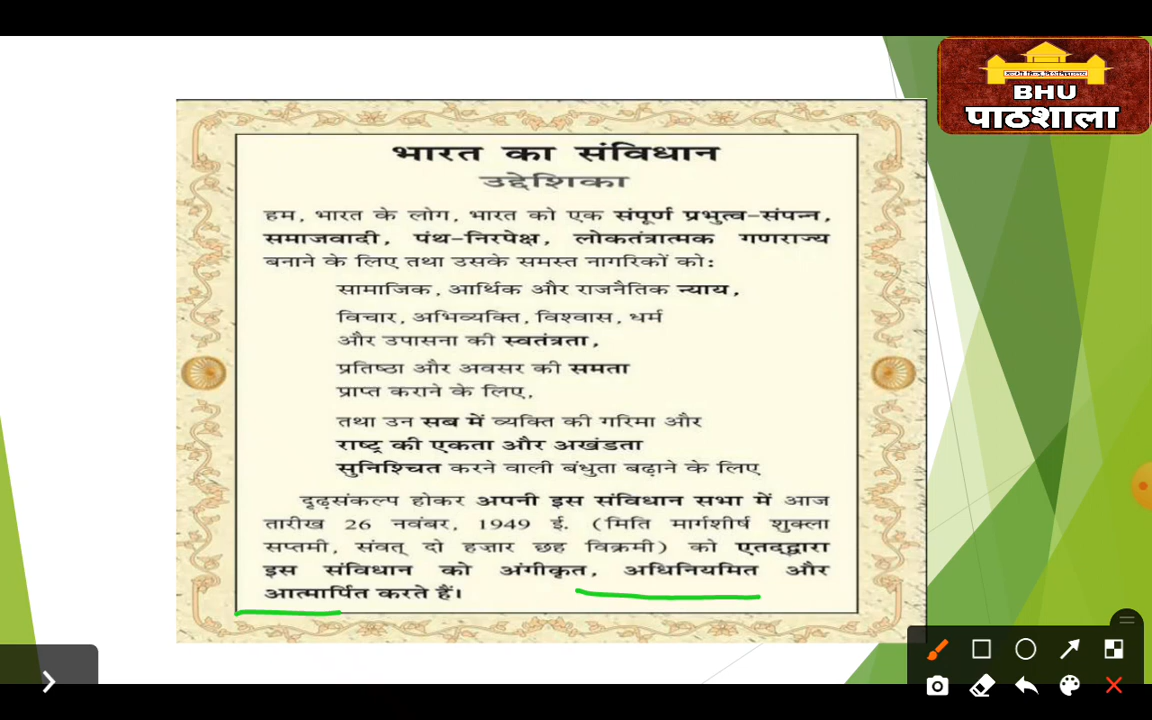 BHU
पाठशाला
भारत का संविधान
उद्देशिका
हम, भारत के लोग, भारत को एक संपूर्ण प्रभुत्व-संपन्न,
समाजवादी, पंथ-निरपेक्ष, लोकतंत्रात्मक गणराज्य
बनाने के लिए तथा उसके समस्त नागरिकों को:
सामाजिक, आर्थिक और राजनैतिक न्याय,
विचार, अभिव्यक्ति, विश्वास, धर्म
और उपासना की स्वतंत्रता,
प्रतिष्ठा और अवसर की समता
प्राप्त कराने के लिए,
तथा उन सब में व्यक्ति की गरिमा और
राष्ट्र की एकता और अखंडता
सुनिश्चित करने वाली बंधुता बढ़ाने के लिए
दृढ़संकल्प होकर अपनी इस संविधान सभा में आज
तारीख 26 नवंबर, 1949 ई. (मिति मार्गशीर्ष शुक्ला
सप्तमी, संवत् दो हज़ार छह विक्रमी) को एतद्द्वारा
इस संविधान को अंगीकृत, अधिनियमित और
आत्मार्पित करते हैं।